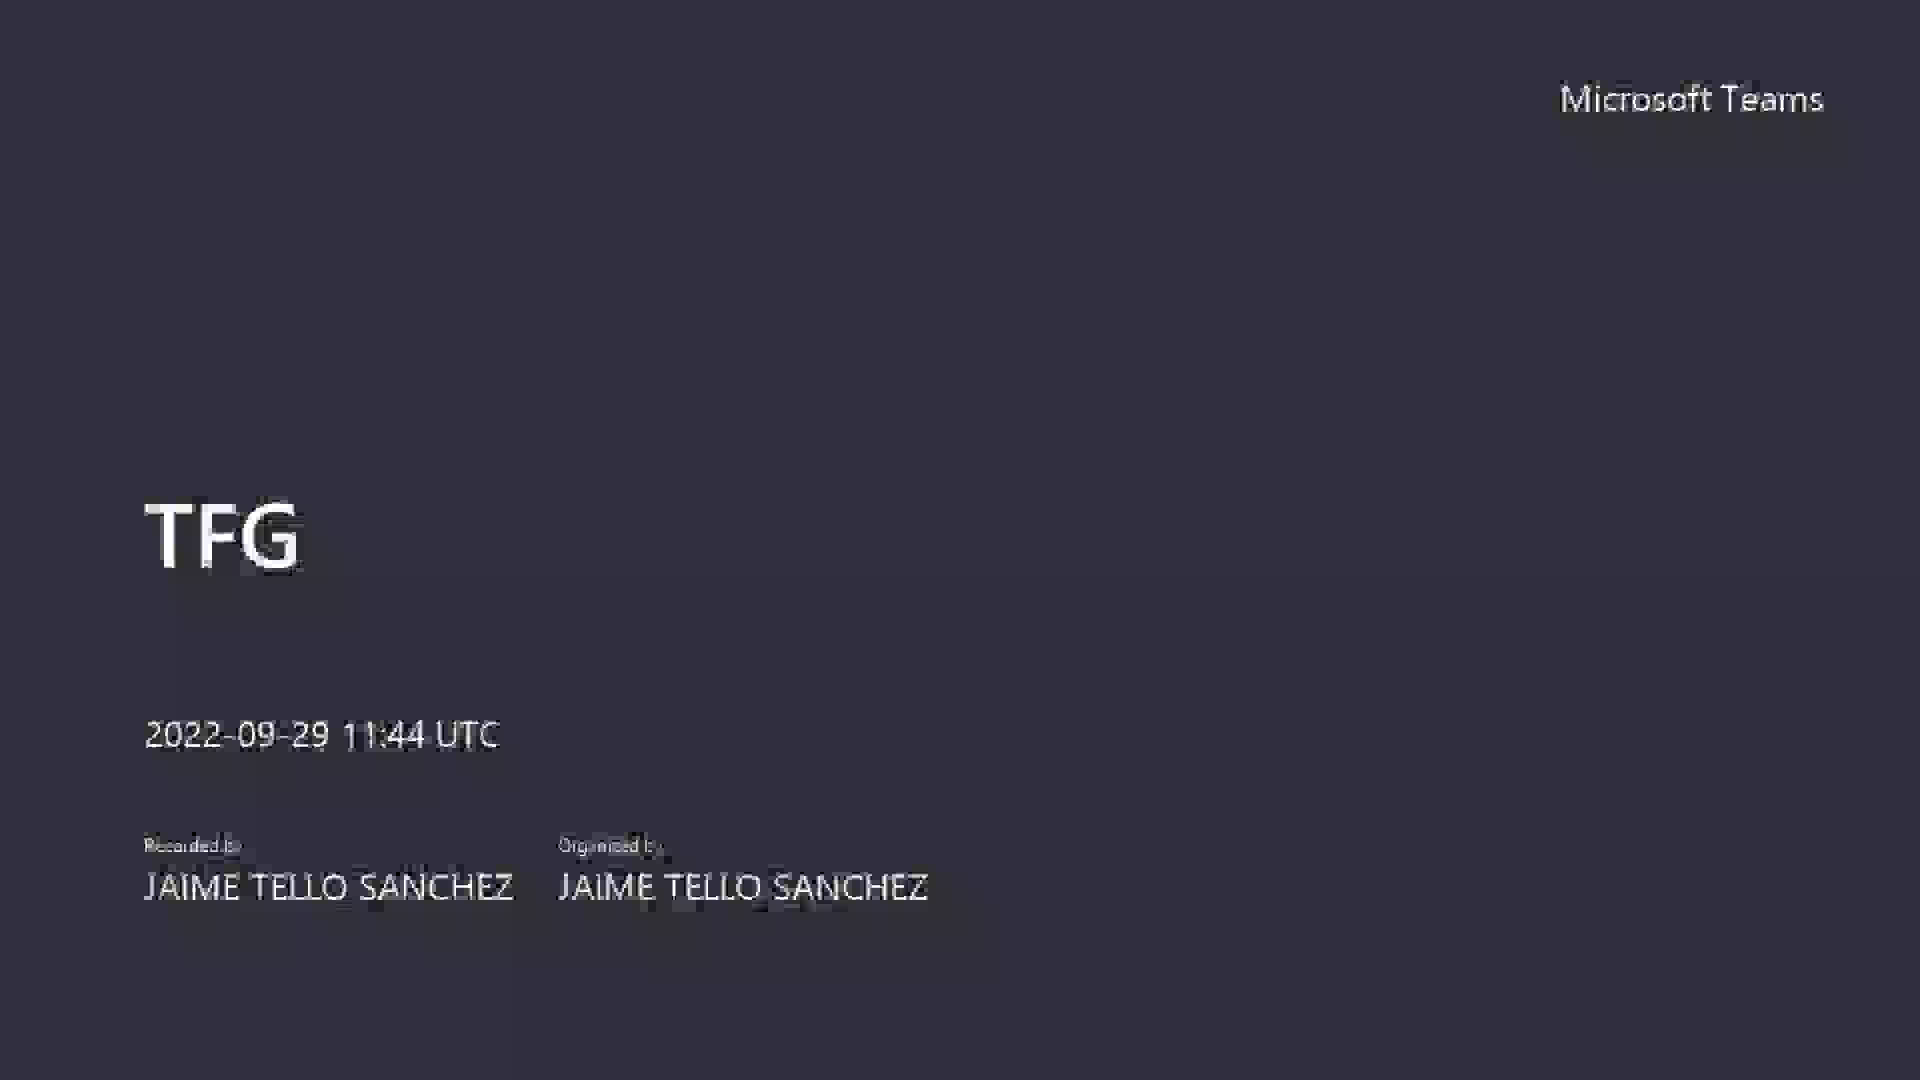 Microsoft Teams
TFG
2022-09-29 11:44 UTC
Recorded by
Organized by
JAIME TELLO SANCHEZ
JAIME TELLO SANCHEZ